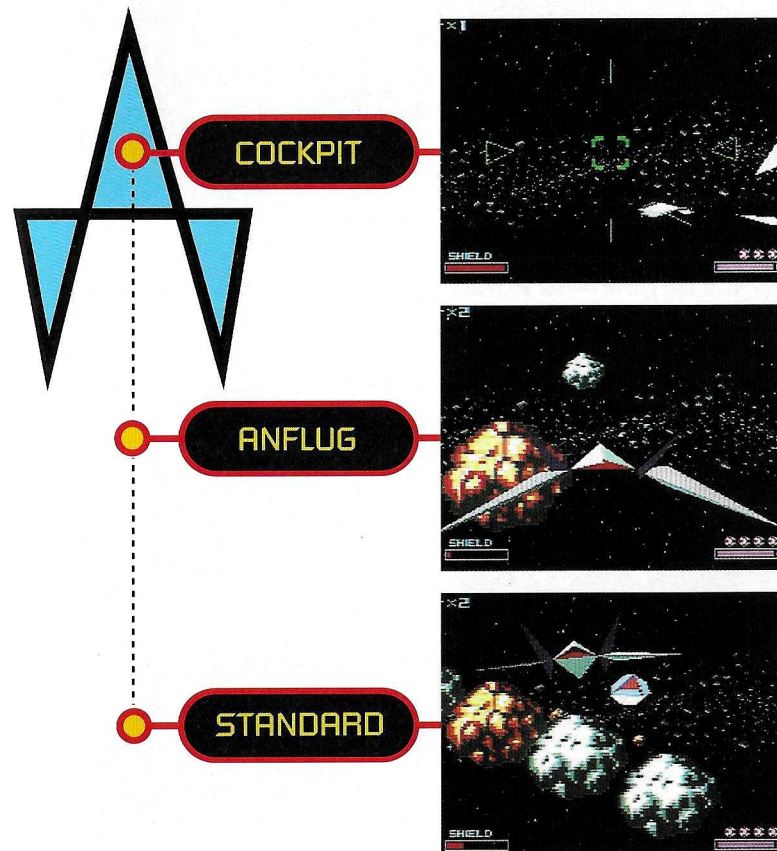 ×1
COCKPIT
SHIELD
×2
ANFLUG
SHIELD
×2
STANDARD
SHIELD